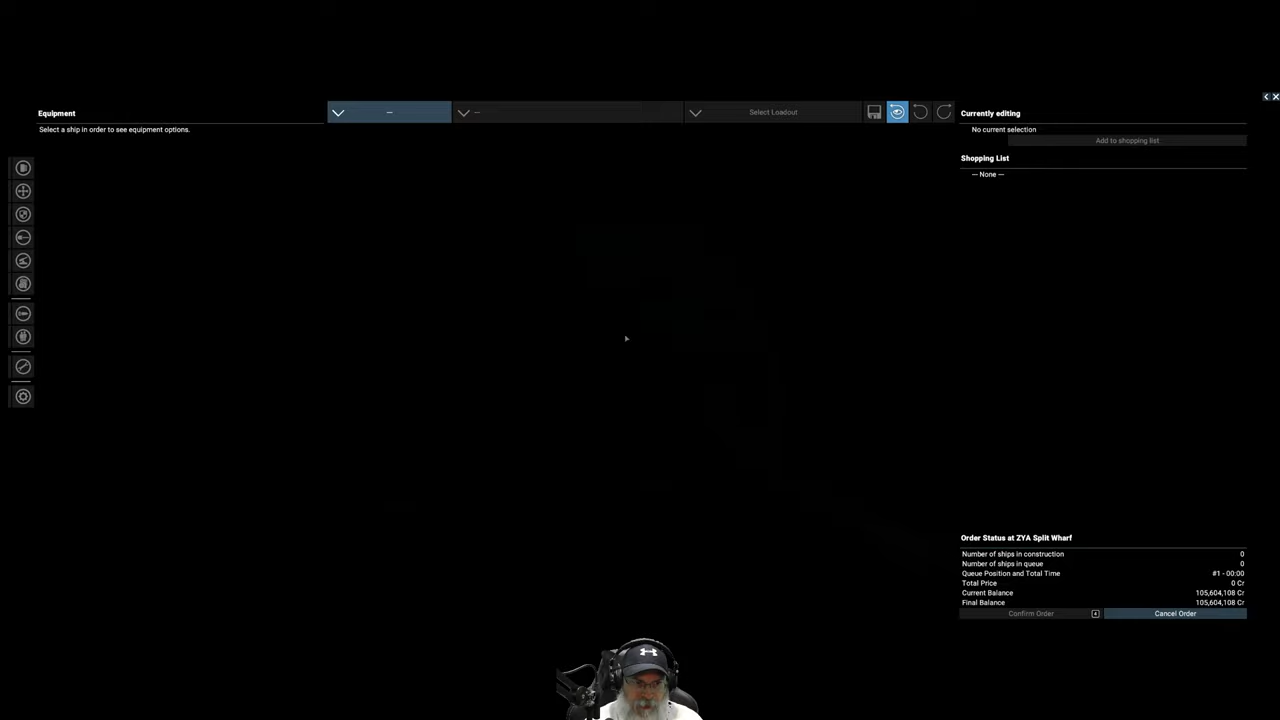 Equipment
Select a ship in order to see equipment options.
—
—
Select Loadout
Currently editing
No current selection
Add to shopping list
Shopping List
— None —
Order Status at ZYA Split Wharf
Number of ships in construction 0
Number of ships in queue 0
Queue Position and Total Time #1 - 00:00
Total Price 0 Cr
Current Balance 105,604,108 Cr
Final Balance 105,604,108 Cr
Confirm Order
Cancel Order